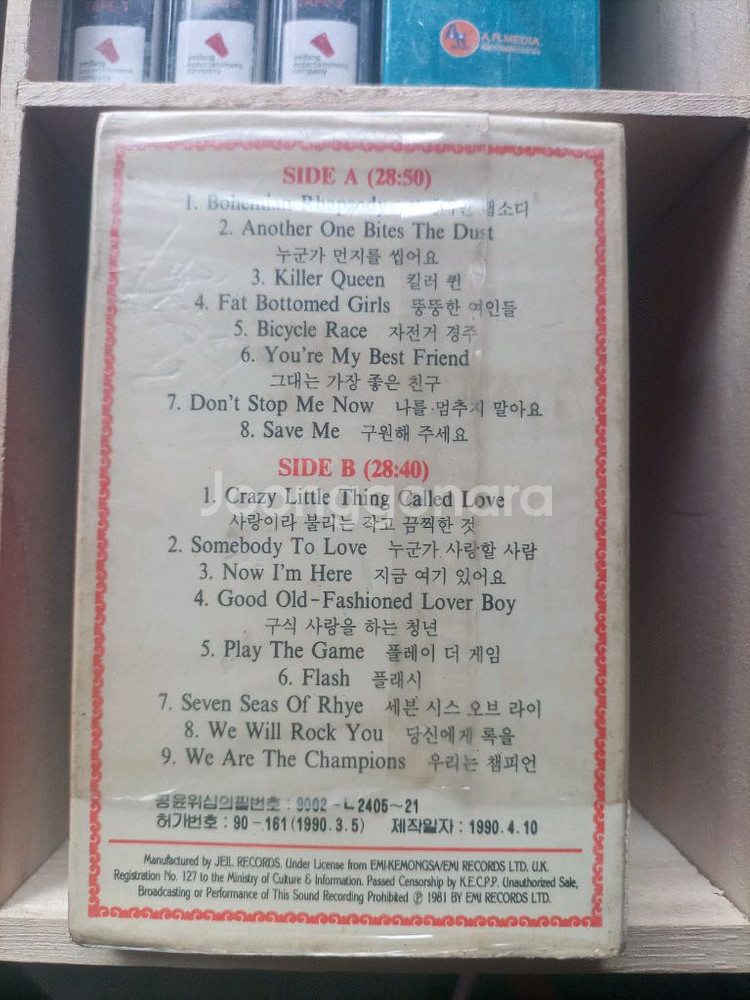 TAPE-1
yedang
entertainment
company
yedang
entertainment
company
yedang
entertainment
company
A.R.MEDIA
SIDE A (28:50)
1. Bohemian Rhapsody 랩소디
2. Another One Bites The Dust
누군가 먼지를 씹어요
3. Killer Queen 킬러 퀸
4. Fat Bottomed Girls 뚱뚱한 여인들
5. Bicycle Race 자전거 경주
6. You're My Best Friend
그대는 가장 좋은 친구
7. Don't Stop Me Now 나를 멈추지 말아요
8. Save Me 구원해 주세요
SIDE B (28:40)
1. Crazy Little Thing Called Love
Joonggonara
사랑이라 불리는 작고 끔찍한 것
2. Somebody To Love 누군가 사랑할 사람
3. Now I'm Here 지금 여기 있어요
4. Good Old-Fashioned Lover Boy
구식 사랑을 하는 청년
5. Play The Game 플레이 더 게임
6. Flash 플래시
7. Seven Seas Of Rhye 세븐 시스 오브 라이
8. We Will Rock You 당신에게 록을
9. We Are The Champions 우리는 챔피언
공윤위심의필번호 : 9002-ㄴ2405~21
허가번호 : 90-161 (1990.3.5) 제작일자 : 1990.4.10
Manufactured by JEIL RECORDS. Under License from EMI-KEMONGSA/EMI RECORDS LTD. U.K.
Registration No. 127 to the Ministry of Culture & Information. Passed Censorship by K.E.C.P.P. Unauthorized Sale,
Broadcasting or Performance of This Sound Recording Prohibited ℗ 1981 BY EMI RECORDS LTD.